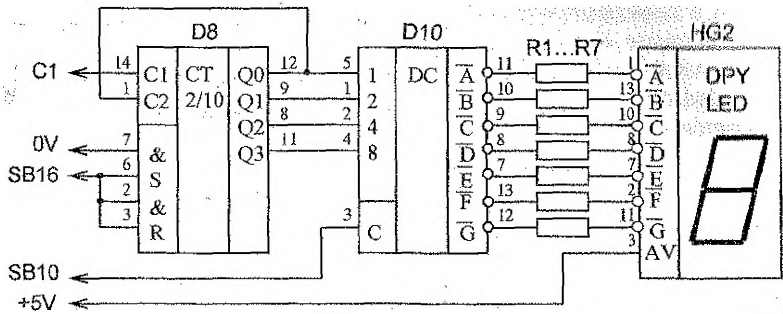 D8 D10 R1...R7 HG2
C1 14 C1 CT Q0 12 5 1 DC A̅ 11 1 A̅ DPY
1 C2 2/10 Q1 9 1 2 B̅ 10 13 B̅ LED
Q2 8 2 4 C̅ 9 10 C̅
0V 7 & Q3 11 4 8 D̅ 8 8 D̅
SB16 6 S E̅ 7 7 E̅
2 & F̅ 13 2 F̅
3 R 3 C G̅ 12 11 G̅
3 AV
SB10
+5V